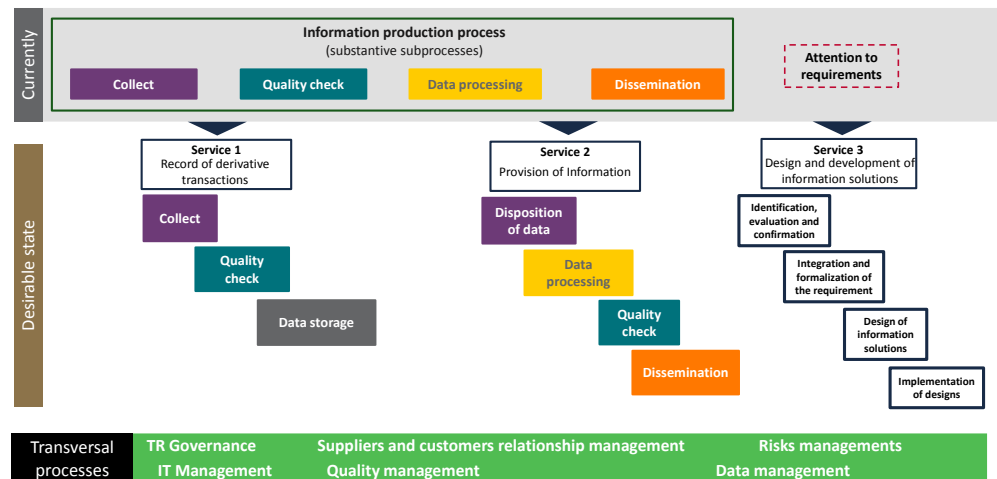 Currently
Information production process
(substantive subprocesses)
Collect
Quality check
Data processing
Dissemination
Attention to
requirements
Desirable state
Service 1
Record of derivative
transactions
Collect
Quality
check
Data storage
Service 2
Provision of Information
Disposition
of data
Data
processing
Quality
check
Dissemination
Service 3
Design and development of
information solutions
Identification,
evaluation and
confirmation
Integration and
formalization of
the requirement
Design of
information
solutions
Implementation
of designs
Transversal
processes
TR Governance
Suppliers and customers relationship management
Risks managements
IT Management
Quality management
Data management